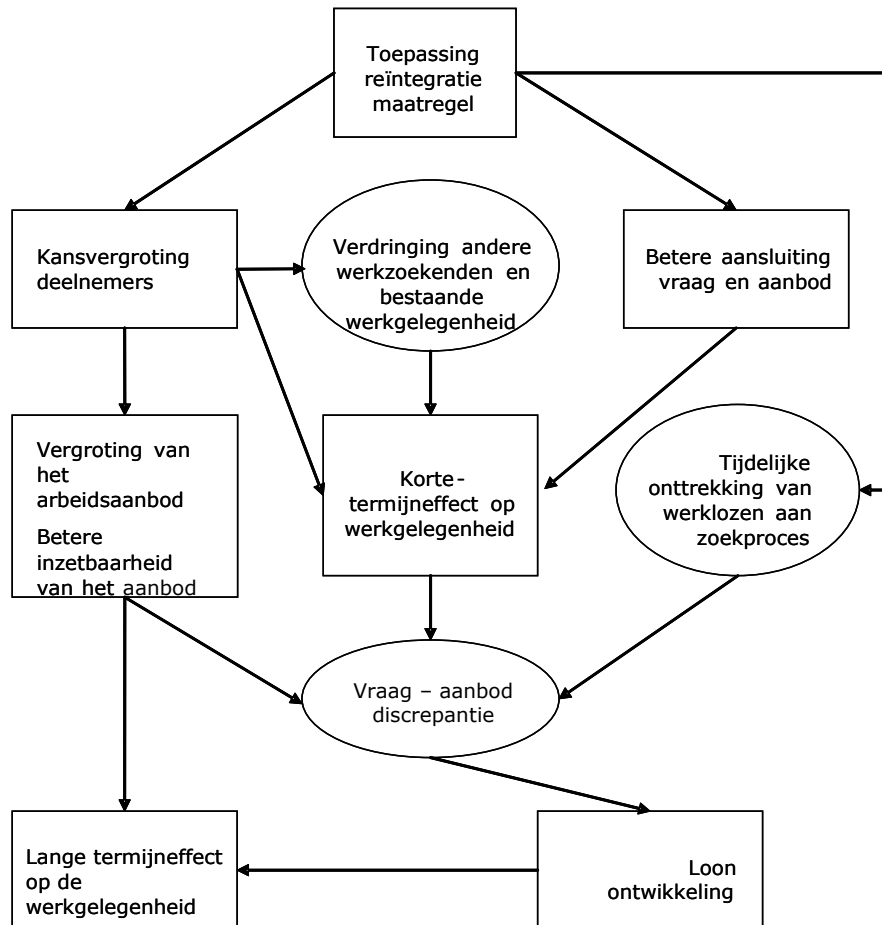 Toepassing
reïntegratie
maatregel
Kansvergroting
deelnemers
Verdringing andere
werkzoekenden en
bestaande
werkgelegenheid
Betere aansluiting
vraag en aanbod
Vergroting van
het
arbeidsaanbod
Betere
inzetbaarheid
van het aanbod
Korte-
termijneffect op
werkgelegenheid
Tijdelijke
onttrekking van
werklozen aan
zoekproces
Vraag – aanbod
discrepantie
Lange termijneffect
op de
werkgelegenheid
Loon
ontwikkeling